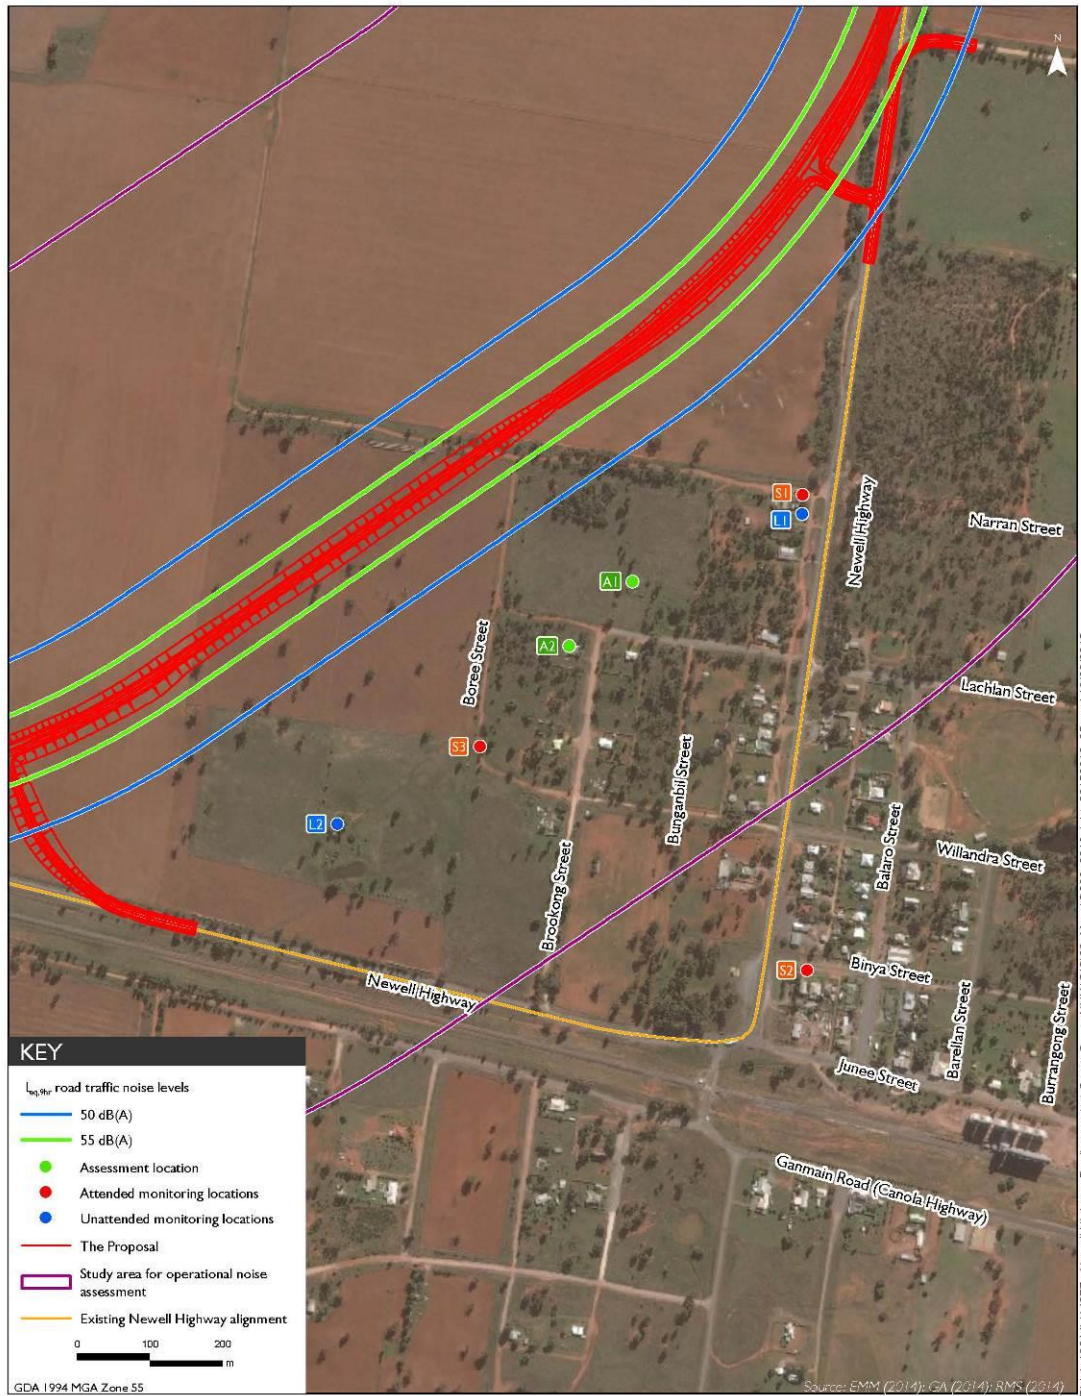 N
S1
L1
Newell Highway
Narran Street
A1
A2
Boree Street
Lachlan Street
S3
Bunganbil Street
L2
Balaro Street
Willandra Street
Brookong Street
S2
Binya Street
Newell Highway
Barellan Street
Burrangong Street
Junee Street
Ganmain Road (Canola Highway)
KEY
Leq,9hr road traffic noise levels
50 dB(A)
55 dB(A)
Assessment location
Attended monitoring locations
Unattended monitoring locations
The Proposal
Study area for operational noise
assessment
Existing Newell Highway alignment
0 100 200
m
GDA 1994 MGA Zone 55
Source: EMM (2014); GA (2014); RMS (2014)